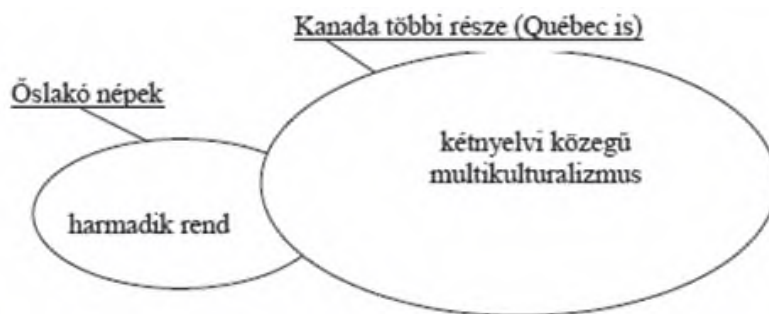 Kanada többi része (Québec is)
Őslakó népek
kétnyelvi közegű
multikulturalizmus
harmadik rend